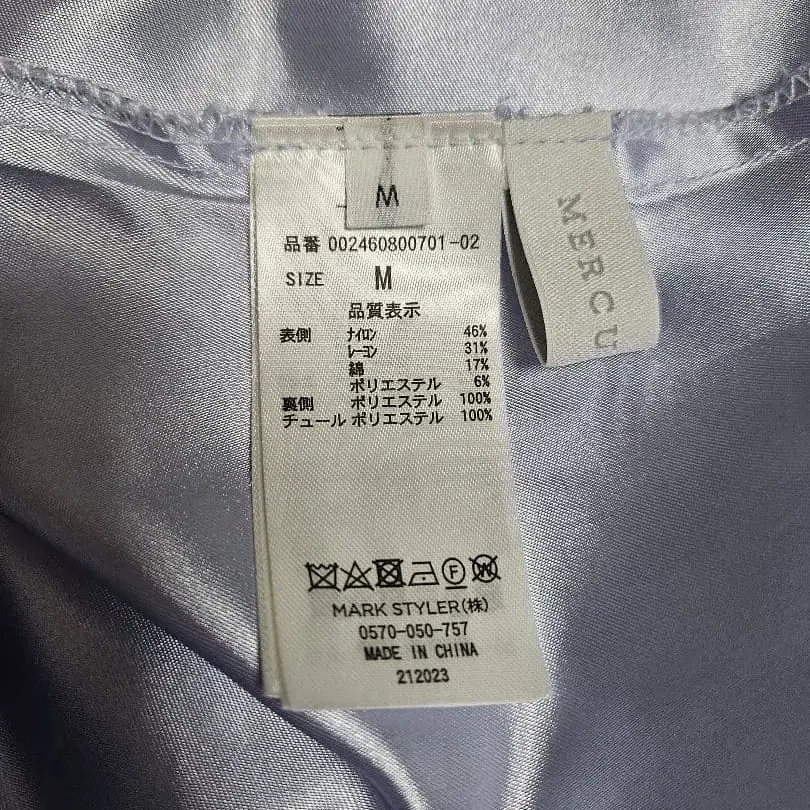 M
品番 002460800701-02
SIZE M
品質表示
表側 ﾅｲﾛﾝ 46%
ﾚｰﾖﾝ 31%
綿 17%
ポリエステル 6%
裏側 ポリエステル 100%
チュール ポリエステル 100%
MARK STYLER(株)
0570-050-757
MADE IN CHINA
212023
MERCU